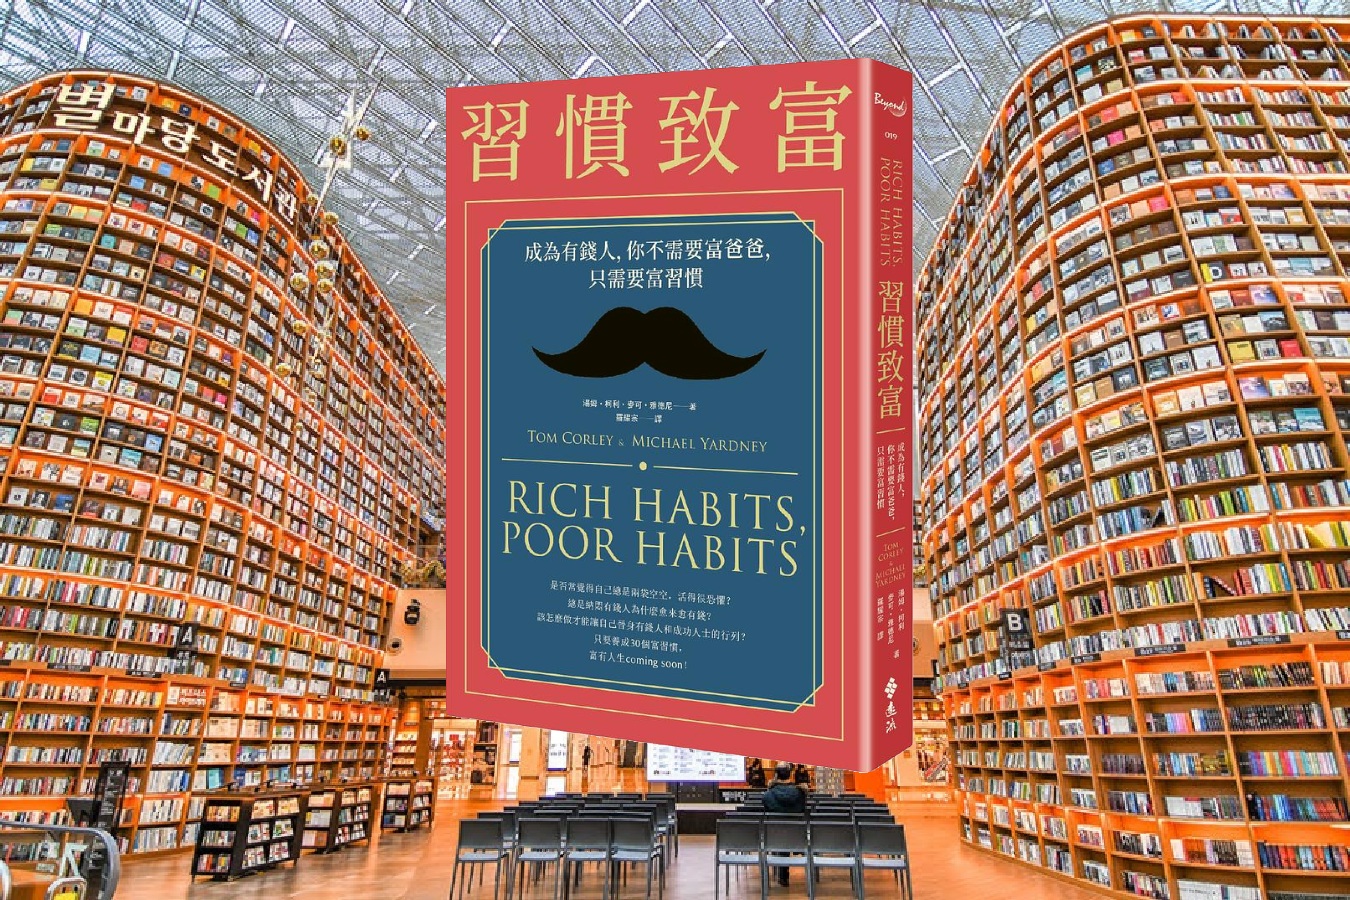 별마당 도서관
習慣致富
成為有錢人, 你不需要富爸爸,
只需要富習慣
湯姆・柯利、麥可・雅德尼——著
羅耀宗——譯
TOM CORLEY & MICHAEL YARDNEY
RICH HABITS,
POOR HABITS
是否常覺得自己總是兩袋空空，活得很恐懼？
總是納悶有錢人為什麼愈來愈有錢？
該怎麼做才能讓自己晉身有錢人和成功人士的行列？
只要養成30個富習慣，
富有人生coming soon！
Beyond
019
RICH HABITS,
POOR HABITS
習慣致富
成為有錢人,
你不需要富爸爸,
只需要富習慣
TOM
CORLEY
&
MICHAEL
YARDNEY
湯姆・柯利
麥可・雅德尼 著
羅耀宗 譯
遠流
A
A
B